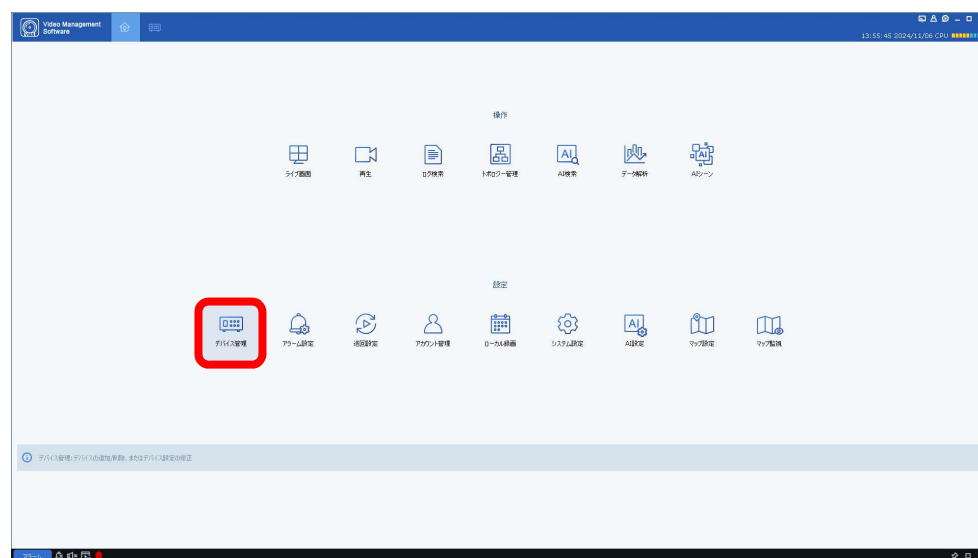 Video Management
Software
13:55:45 2024/11/06 CPU
操作
ライブ画面
再生
ログ検索
トポロジー管理
AI検索
データ解析
AIシーン
設定
デバイス管理
アラーム設定
巡回設定
アカウント管理
ローカル録画
システム設定
AI設定
マップ設定
マップ監視
デバイス管理:デバイスの追加/削除、またはデバイス設定の修正
アラーム